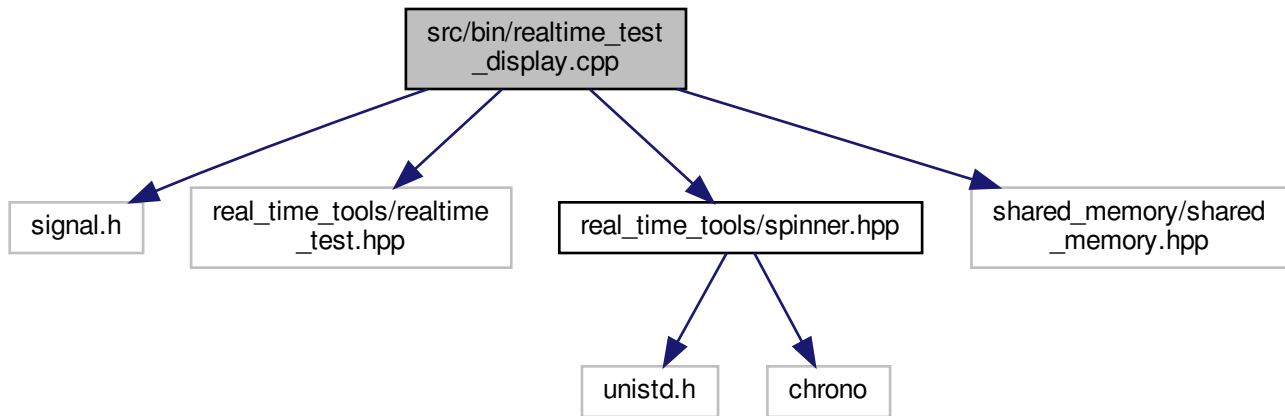 src/bin/realtime_test
_display.cpp
signal.h
real_time_tools/realtime
_test.hpp
real_time_tools/spinner.hpp
shared_memory/shared
_memory.hpp
unistd.h
chrono